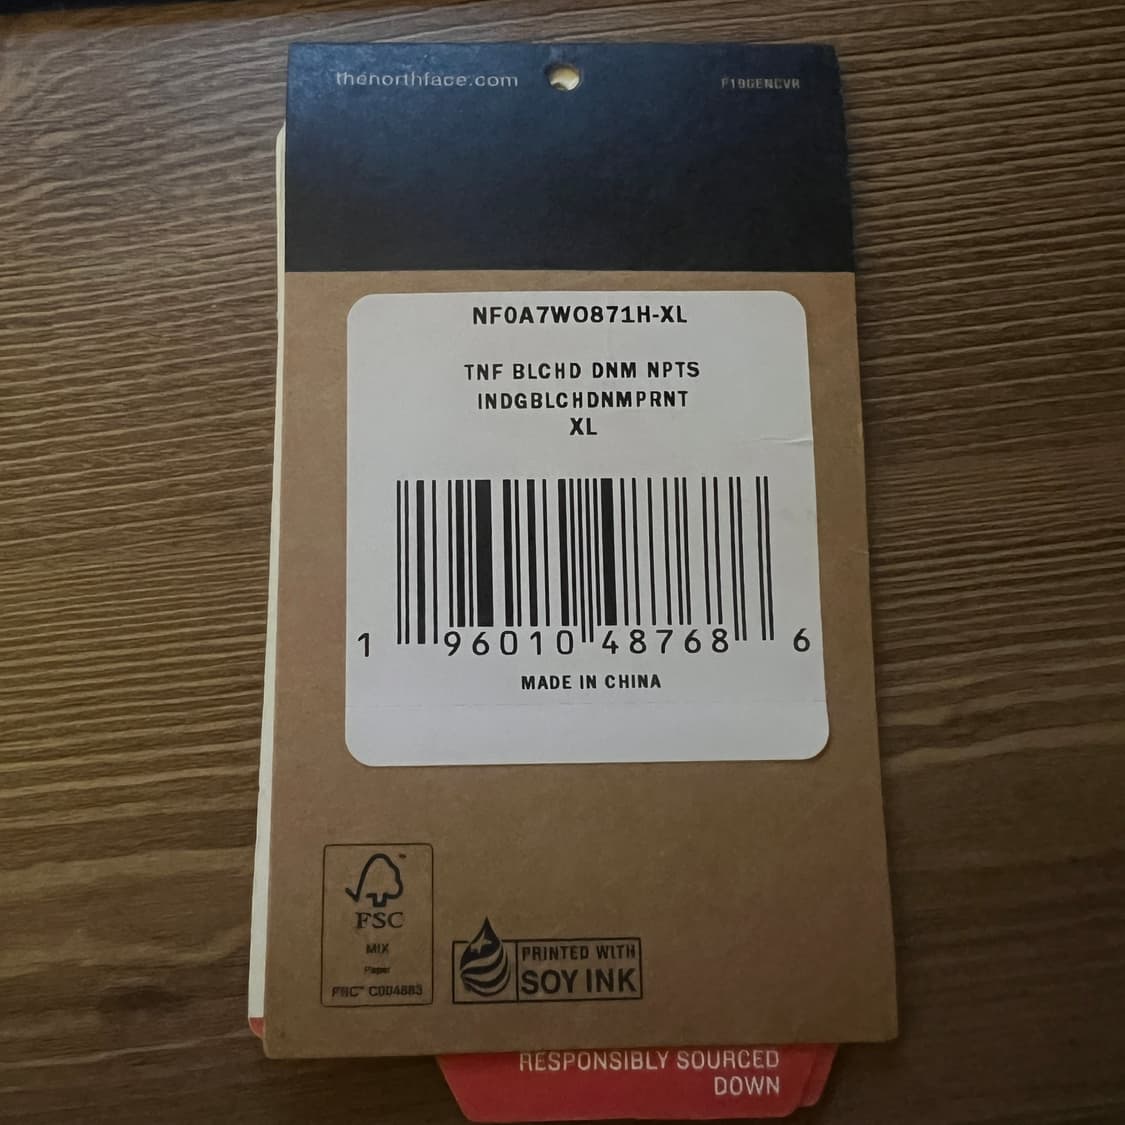 thenorthface.com
F19GENCVR
NF0A7WO871H-XL
TNF BLCHD DNM NPTS
INDGBLCHDNMPRNT
XL
1 96010 48768 6
MADE IN CHINA
FSC
MIX
Paper
C004883
PRINTED WITH
SOY INK
RESPONSIBLY SOURCED
DOWN